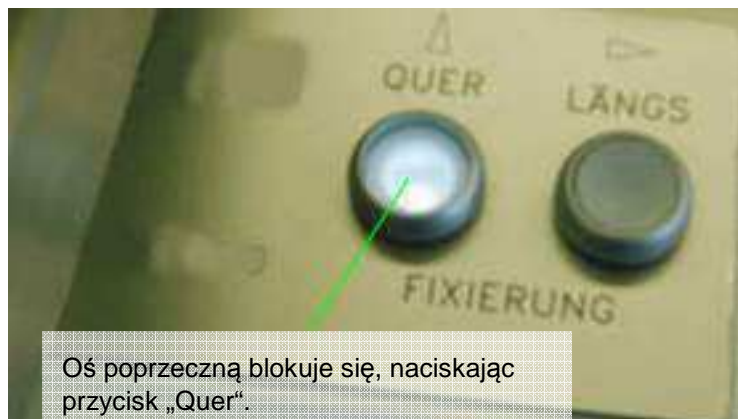 QUER LÄNGS
FIXIERUNG
Oś poprzeczną blokuje się, naciskając
przycisk „Quer“.